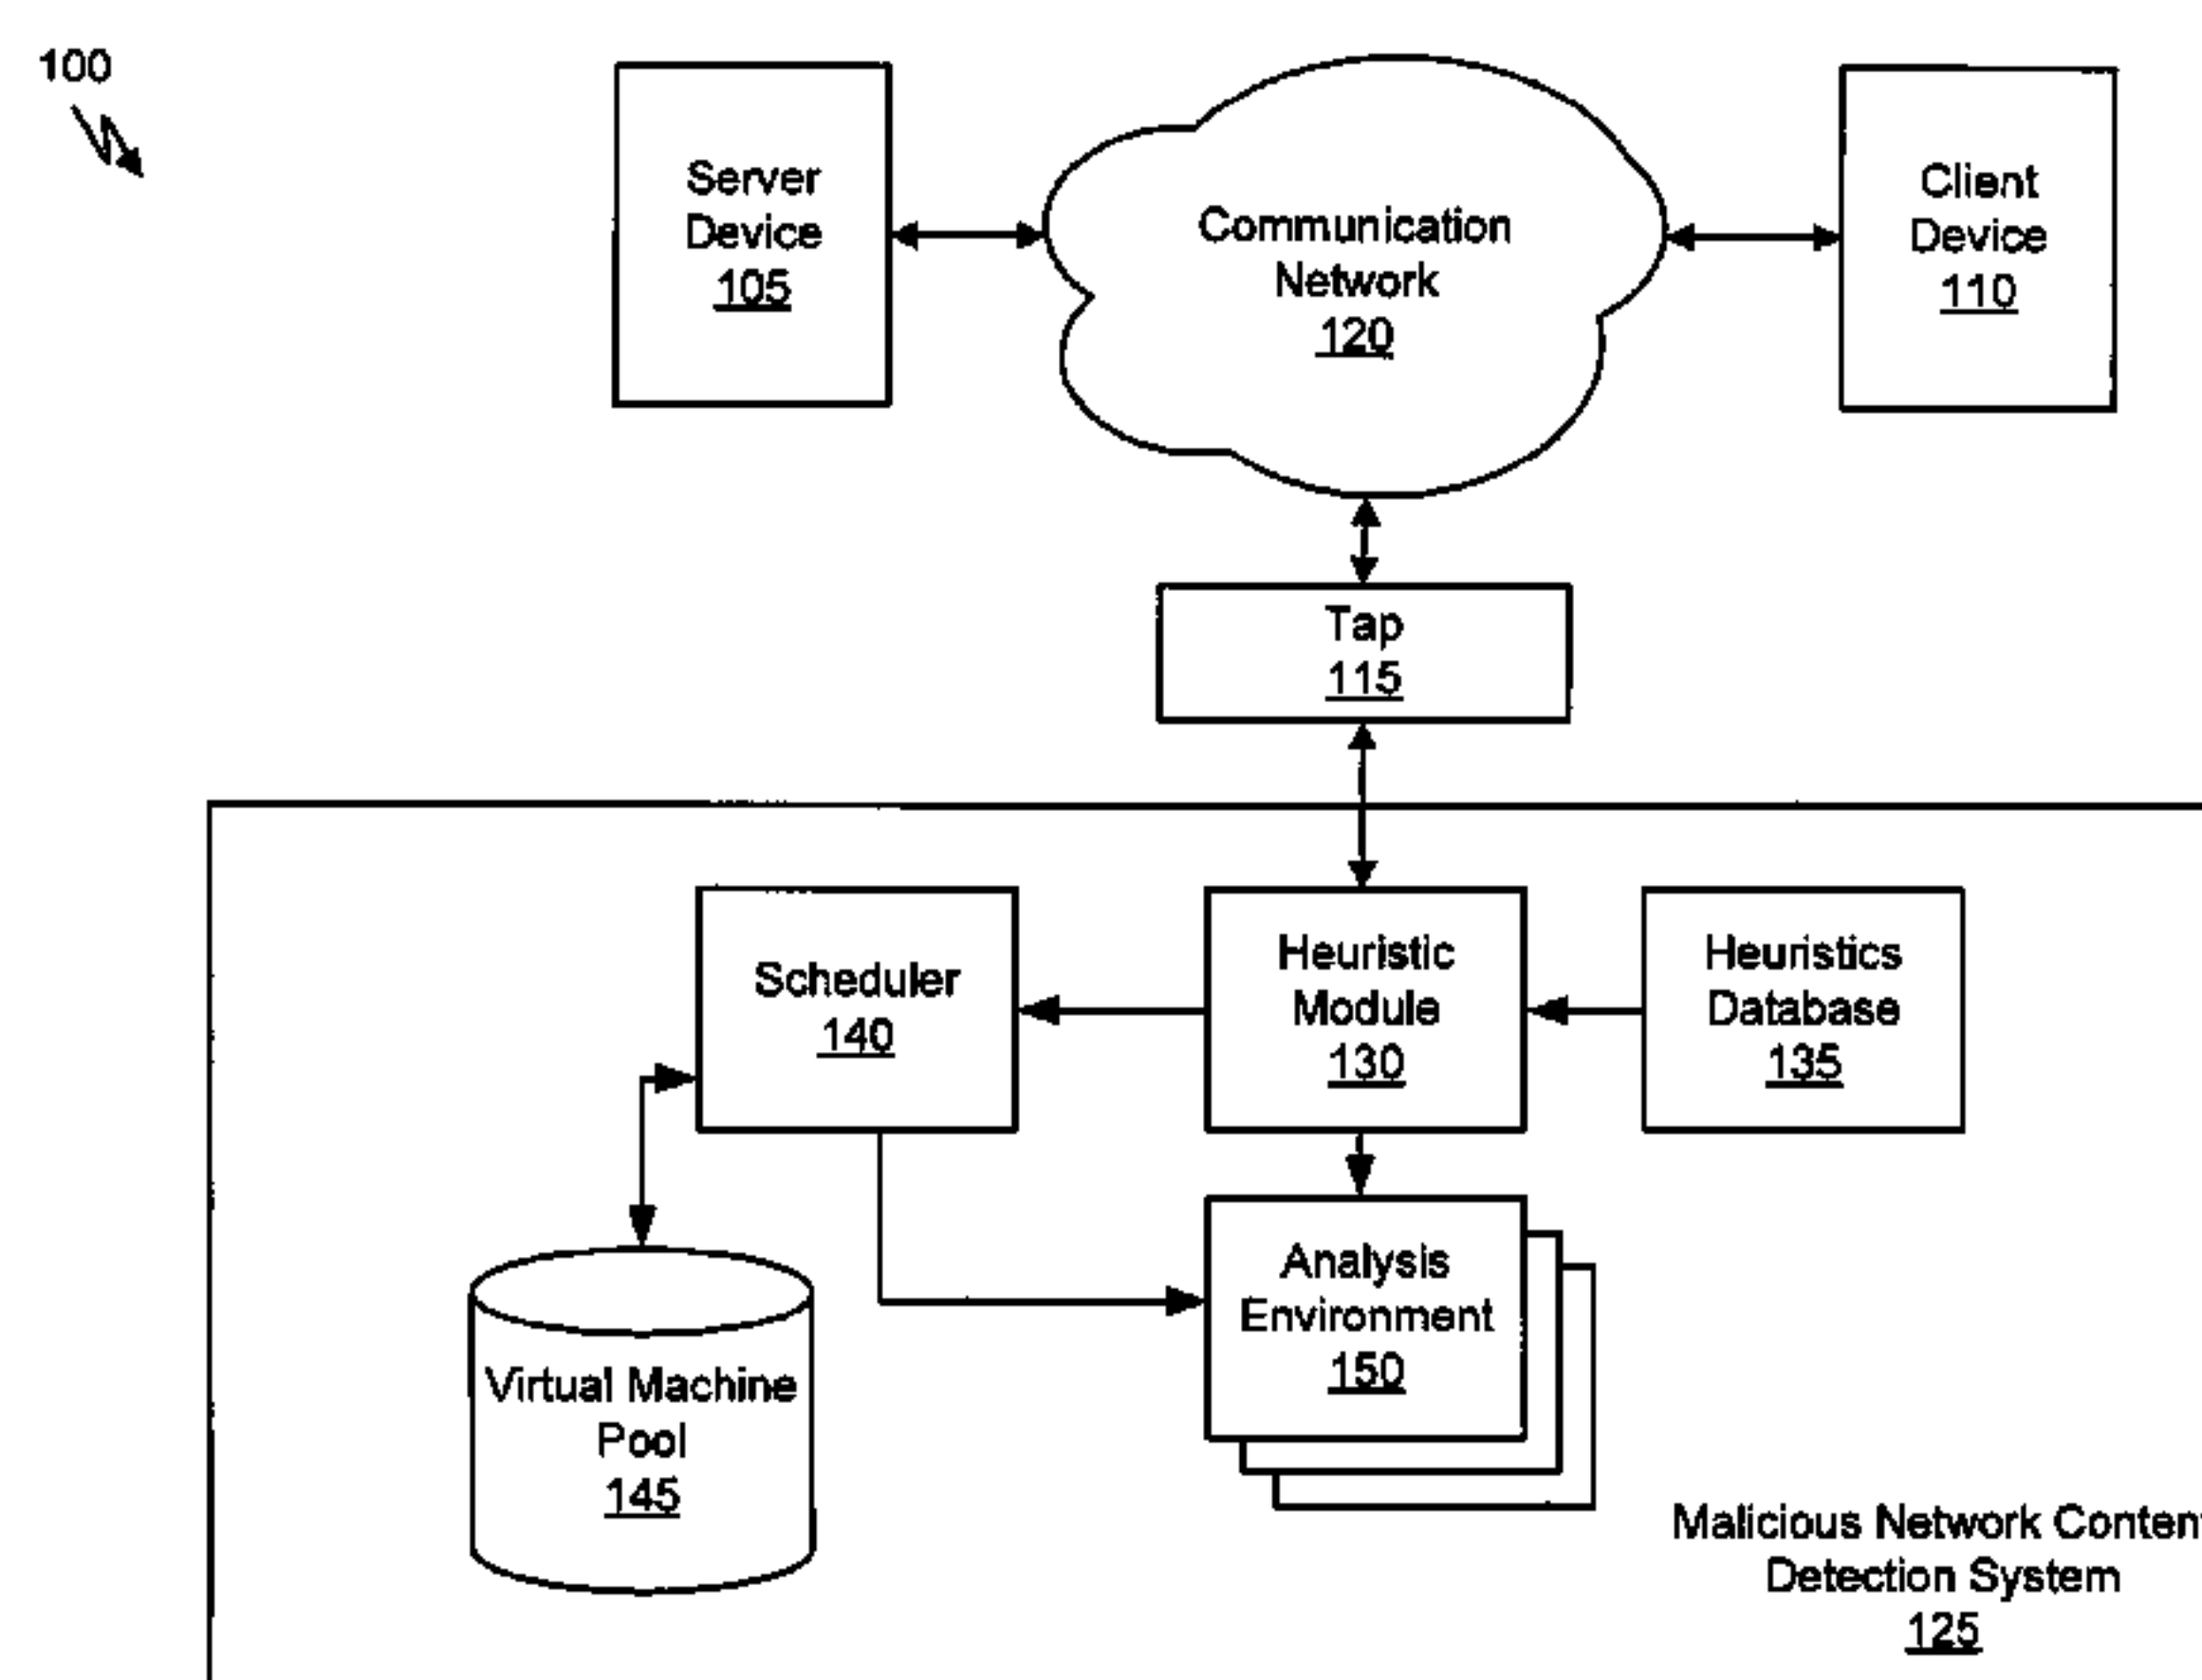 100
Server
Device
105
Communication
Network
120
Client
Device
110
Tap
115
Scheduler
140
Heuristic
Module
130
Heuristics
Database
135
Virtual Machine
Pool
145
Analysis
Environment
150
Malicious Network Content
Detection System
125